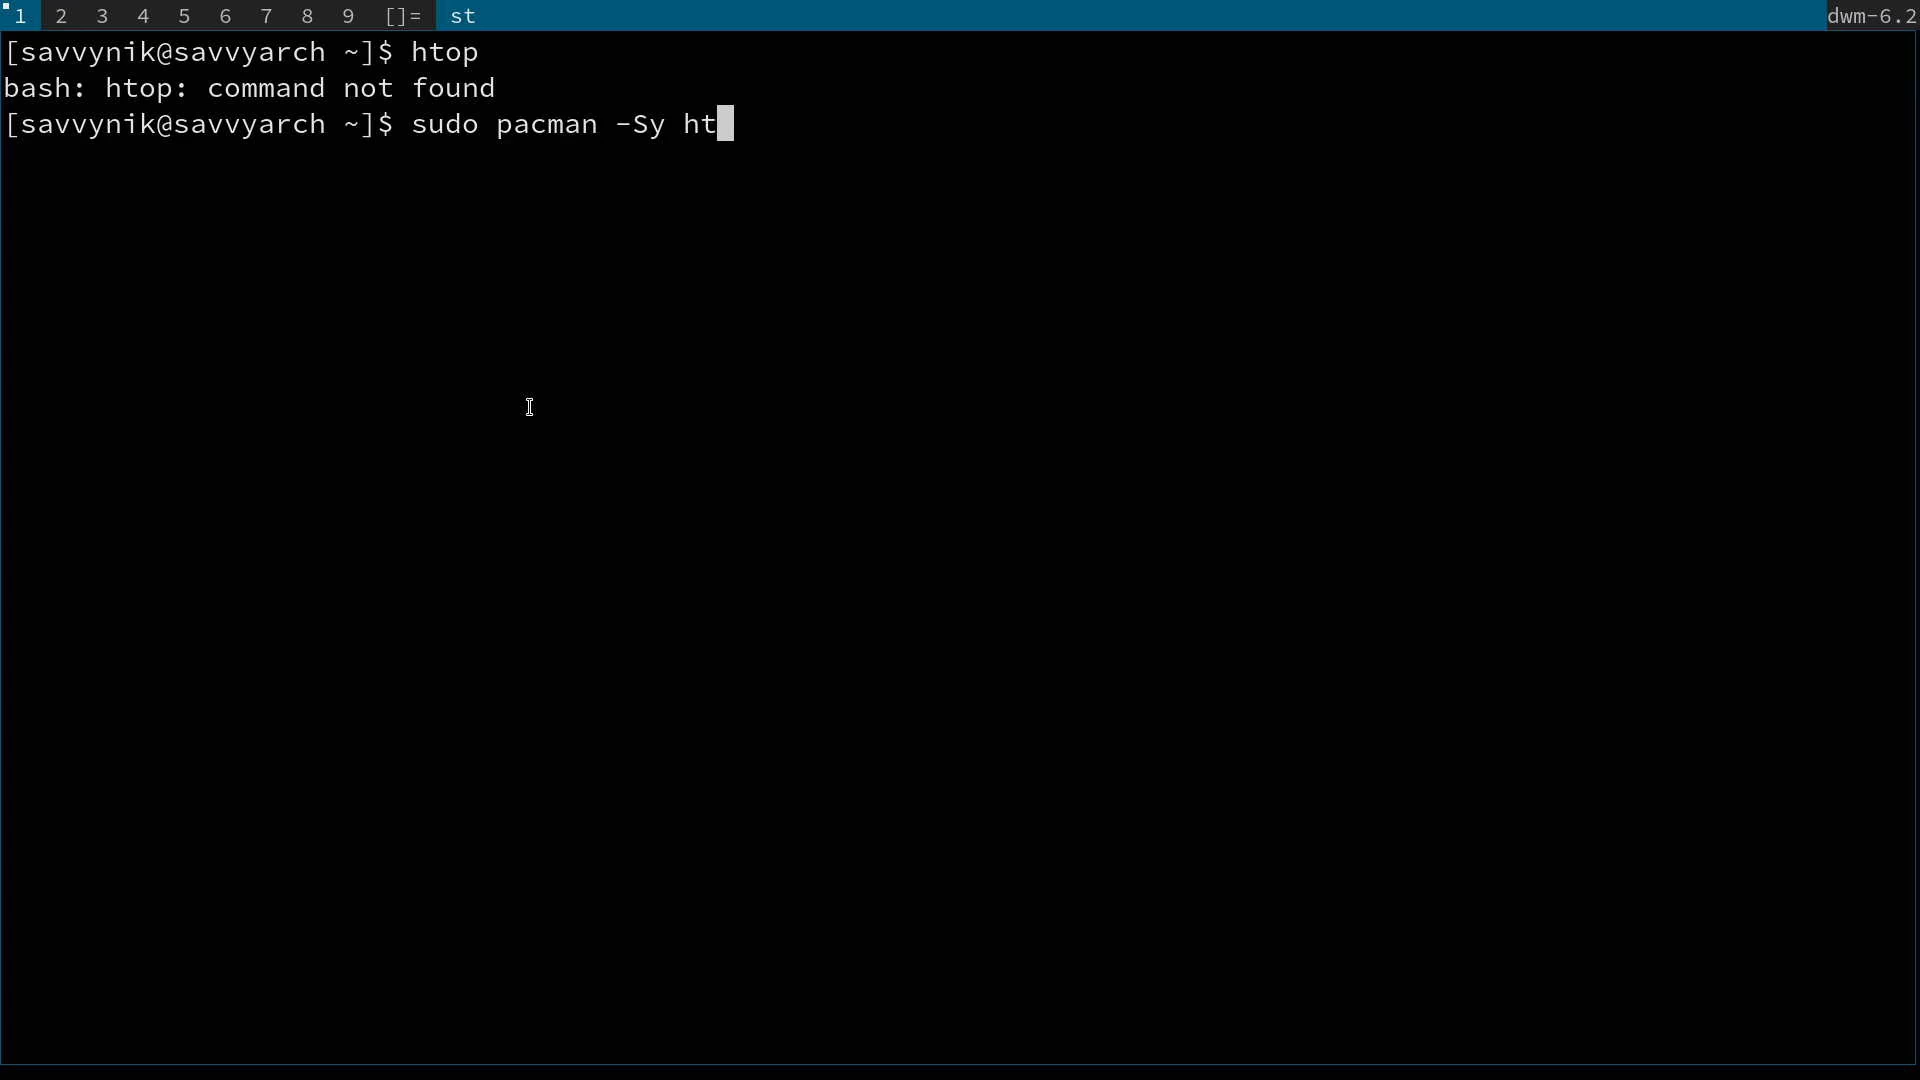 1 2 3 4 5 6 7 8 9 []= st dwm-6.2
[savvynik@savvyarch ~]$ htop
bash: htop: command not found
[savvynik@savvyarch ~]$ sudo pacman -Sy ht